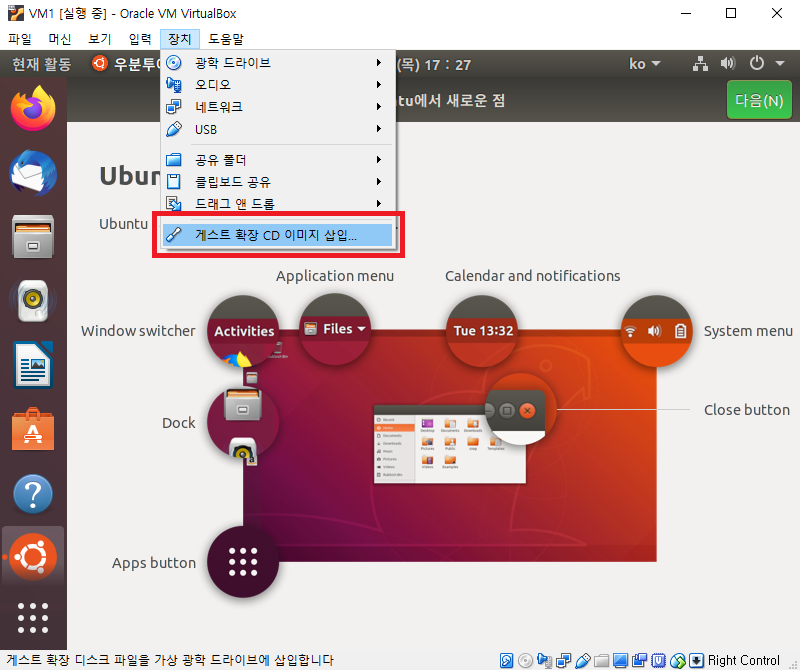 VM1 [실행 중] - Oracle VM VirtualBox
파일 머신 보기 입력 장치 도움말
현재 활동 우분투 (목) 17 : 27 ko
광학 드라이브
오디오
네트워크
USB
공유 폴더
클립보드 공유
드래그 앤 드롭
게스트 확장 CD 이미지 삽입...
tu에서 새로운 점 다음(N)
Ubun
Ubuntu
Application menu Calendar and notifications
Window switcher Activities Files Tue 13:32 System menu
Dock Close button
Apps button
게스트 확장 디스크 파일을 가상 광학 드라이브에 삽입합니다 Right Control